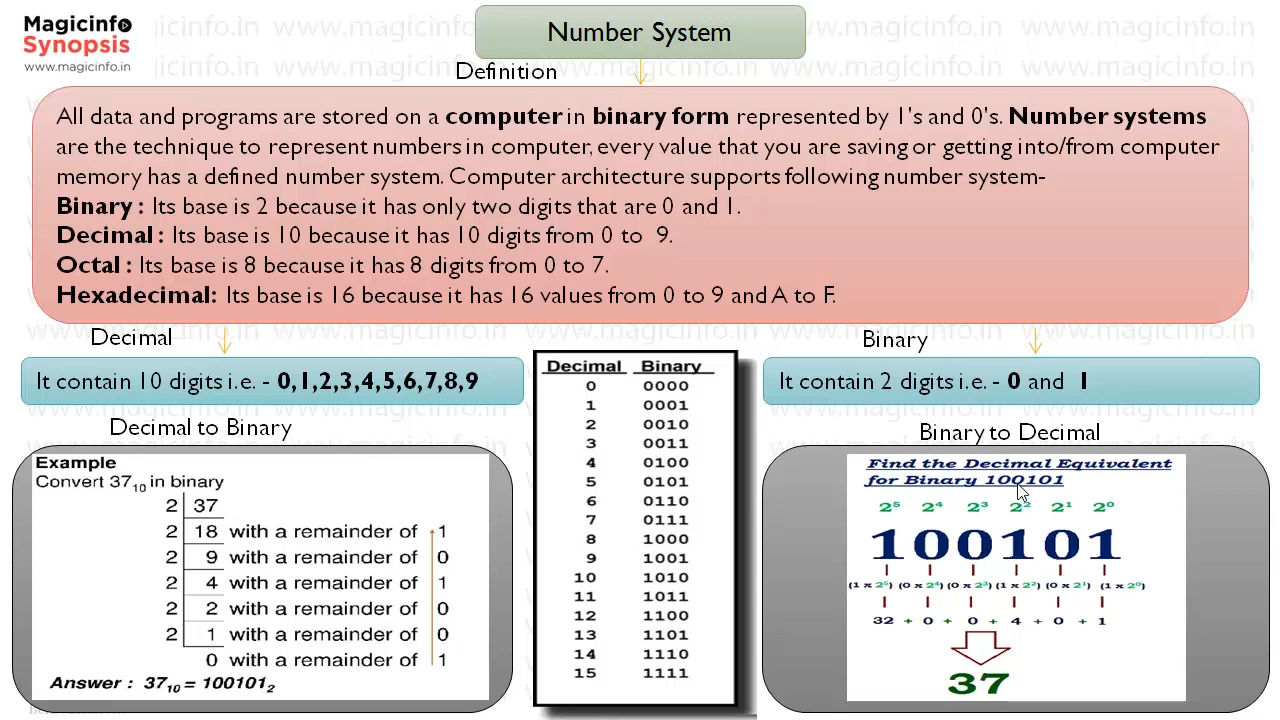 Magicinfo
Synopsis
www.magicinfo.in
Number System
Definition
All data and programs are stored on a computer in binary form represented by 1's and 0's. Number systems
are the technique to represent numbers in computer, every value that you are saving or getting into/from computer
memory has a defined number system. Computer architecture supports following number system-
Binary : Its base is 2 because it has only two digits that are 0 and 1.
Decimal : Its base is 10 because it has 10 digits from 0 to 9.
Octal : Its base is 8 because it has 8 digits from 0 to 7.
Hexadecimal: Its base is 16 because it has 16 values from 0 to 9 and A to F.
Decimal
It contain 10 digits i.e. - 0,1,2,3,4,5,6,7,8,9
Decimal to Binary
Example
Convert 37₁₀ in binary
2 37
2 18 with a remainder of 1
2 9 with a remainder of 0
2 4 with a remainder of 1
2 2 with a remainder of 0
2 1 with a remainder of 0
0 with a remainder of 1
Answer : 37₁₀ = 100101₂
Decimal Binary
0 0000
1 0001
2 0010
3 0011
4 0100
5 0101
6 0110
7 0111
8 1000
9 1001
10 1010
11 1011
12 1100
13 1101
14 1110
15 1111
Binary
It contain 2 digits i.e. - 0 and 1
Binary to Decimal
Find the Decimal Equivalent
for Binary 100101
2⁵ 2⁴ 2³ 2² 2¹ 2⁰
100101
(1 x 2⁵) (0 x 2⁴) (0 x 2³) (1 x 2²) (0 x 2¹) (1 x 2⁰)
32 + 0 + 0 + 4 + 0 + 1
37